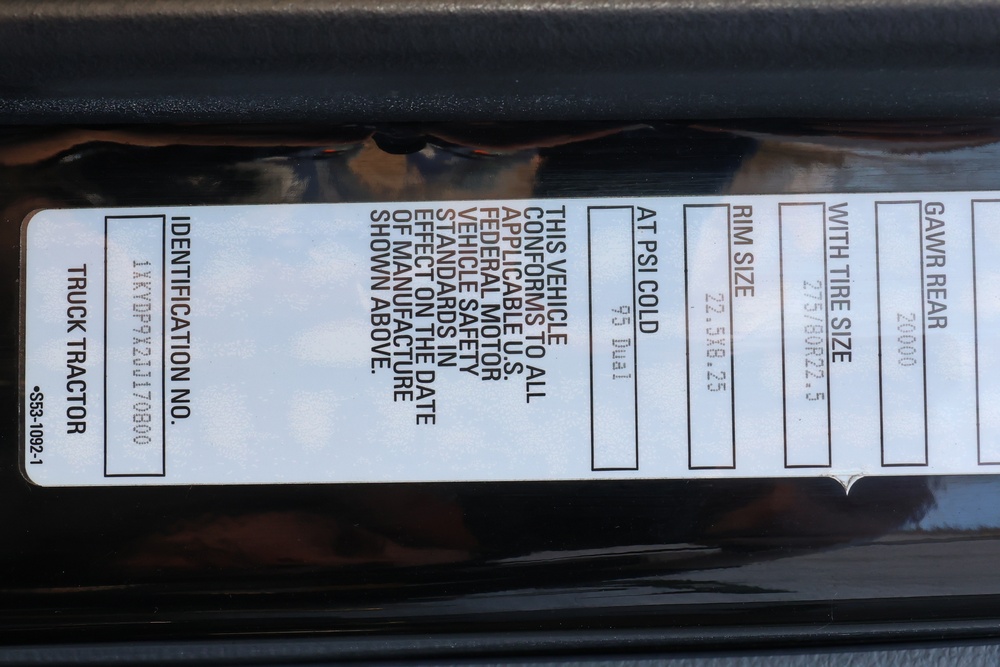 GAWR REAR
20000
WITH TIRE SIZE
275/80R22.5
RIM SIZE
22.5X8.25
AT PSI COLD
95 Dual
THIS VEHICLE
CONFORMS TO ALL
APPLICABLE U.S.
FEDERAL MOTOR
VEHICLE SAFETY
STANDARDS IN
EFFECT ON THE DATE
OF MANUFACTURE
SHOWN ABOVE.
IDENTIFICATION NO.
1XKYDP9X2JJ170800
TRUCK TRACTOR
•S53-1092-1